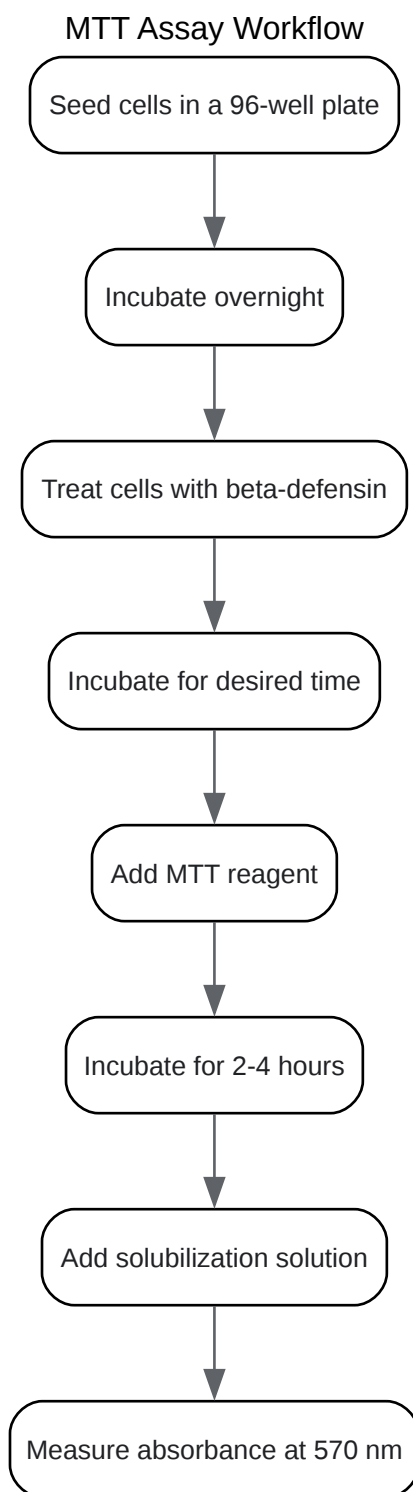 MTT Assay Workflow
Seed cells in a 96-well plate
Incubate overnight
Treat cells with beta-defensin
Incubate for desired time
Add MTT reagent
Incubate for 2-4 hours
Add solubilization solution
Measure absorbance at 570 nm